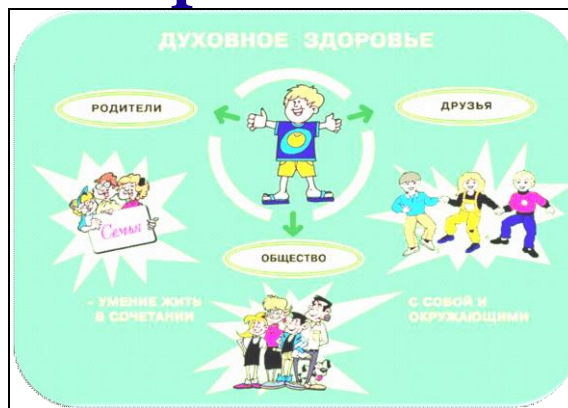 ДУХОВНОЕ ЗДОРОВЬЕ
РОДИТЕЛИ
ДРУЗЬЯ
Семья
ОБЩЕСТВО
- УМЕНИЕ ЖИТЬ
В СОЧЕТАНИИ
С СОБОЙ И
ОКРУЖАЮЩИМИ